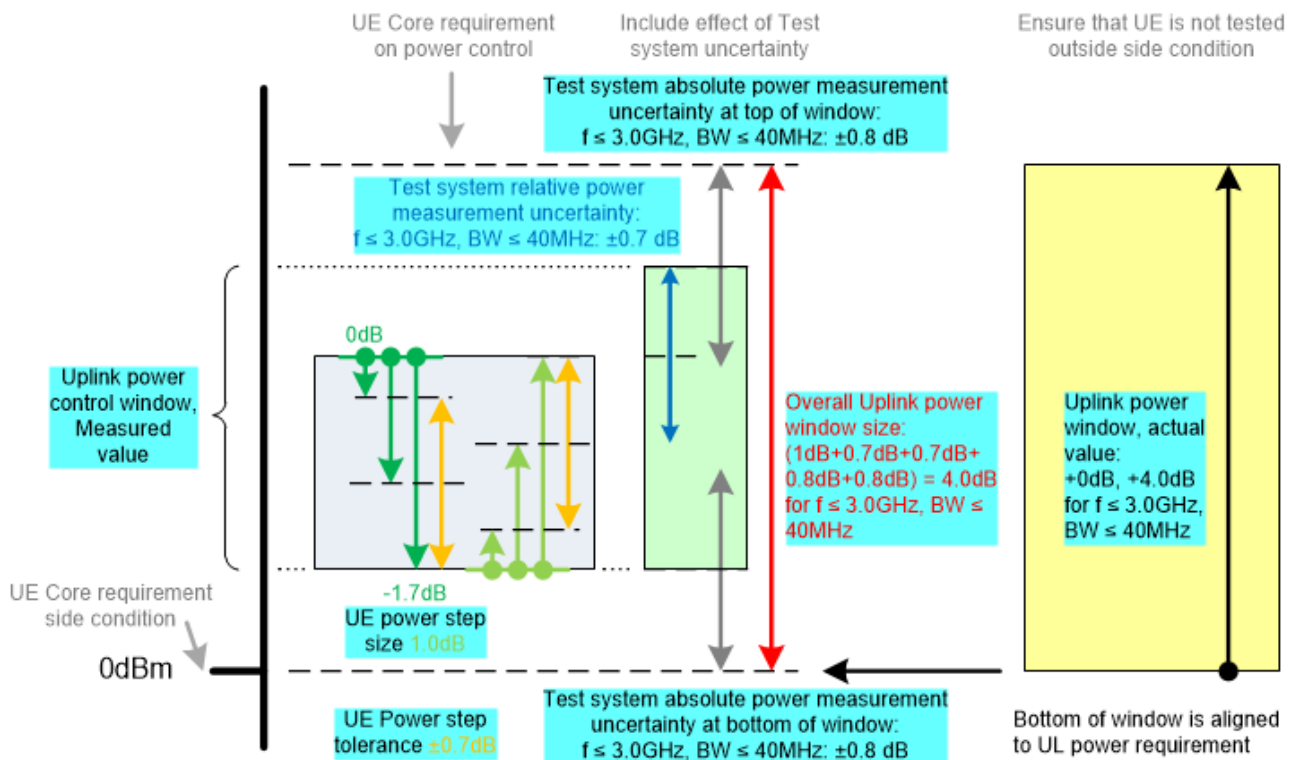 UE Core requirement
on power control
Include effect of Test
system uncertainty
Ensure that UE is not tested
outside side condition
Test system absolute power measurement
uncertainty at top of window:
f ≤ 3.0GHz, BW ≤ 40MHz: ±0.8 dB
Test system relative power
measurement uncertainty:
f ≤ 3.0GHz, BW ≤ 40MHz: ±0.7 dB
0dB
Uplink power
control window,
Measured
value
Overall Uplink power
window size:
(1dB+0.7dB+0.7dB+
0.8dB+0.8dB) = 4.0dB
for f ≤ 3.0GHz, BW ≤
40MHz
Uplink power
window, actual
value:
+0dB, +4.0dB
for f ≤ 3.0GHz,
BW ≤ 40MHz
-1.7dB
UE power step
size 1.0dB
UE Core requirement
side condition
0dBm
UE Power step
tolerance ±0.7dB
Test system absolute power measurement
uncertainty at bottom of window:
f ≤ 3.0GHz, BW ≤ 40MHz: ±0.8 dB
Bottom of window is aligned
to UL power requirement